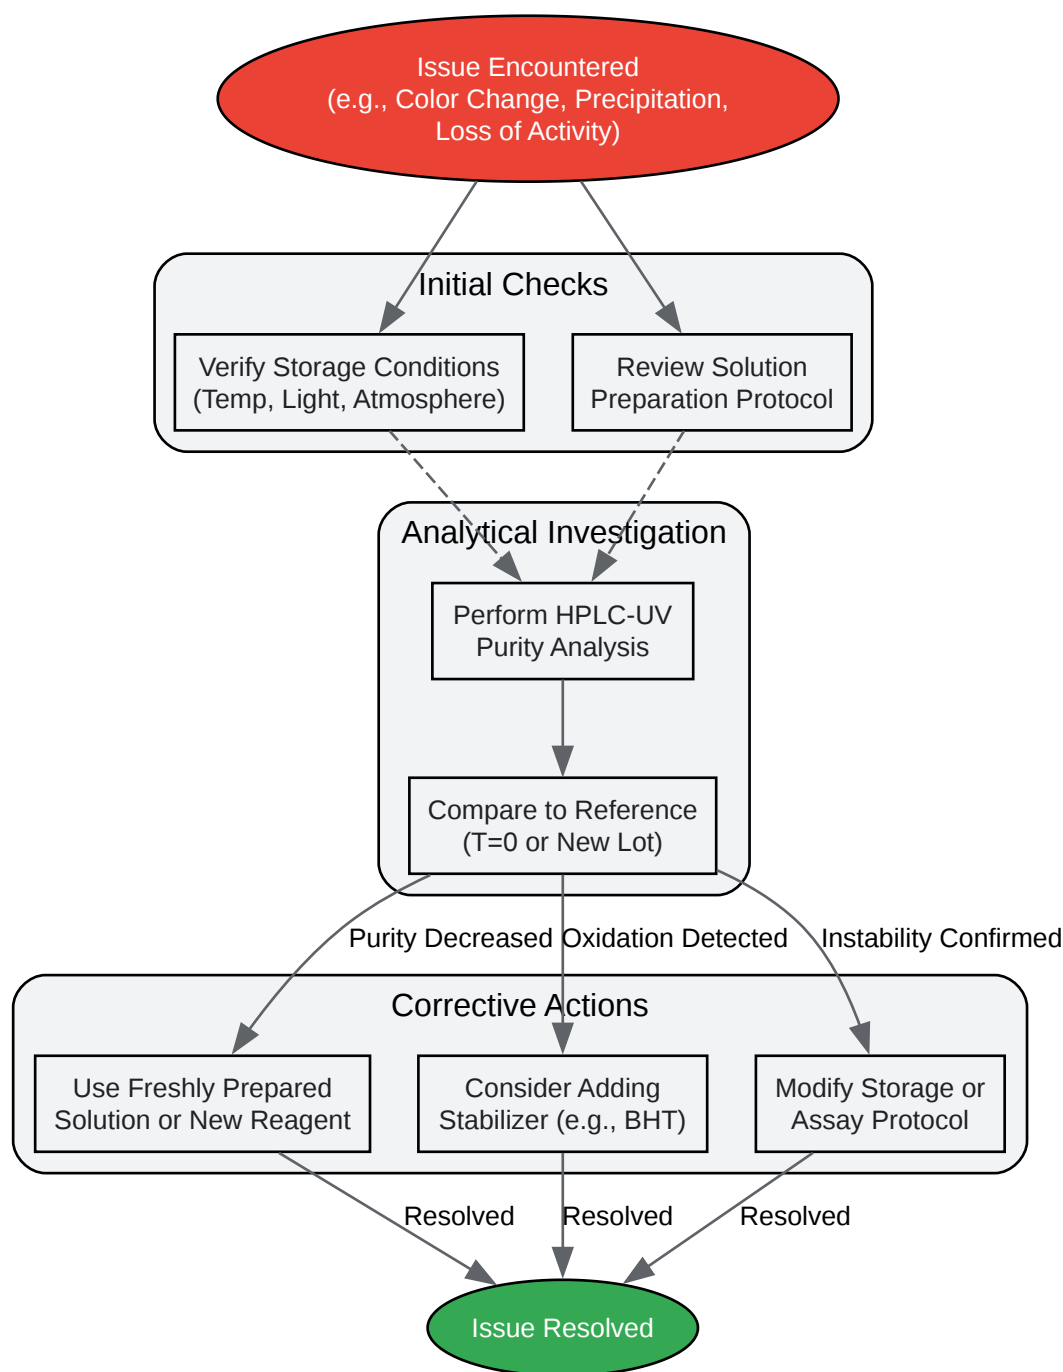 Issue Encountered
(e.g., Color Change, Precipitation,
Loss of Activity)
Initial Checks
Verify Storage Conditions
(Temp, Light, Atmosphere)
Review Solution
Preparation Protocol
Analytical Investigation
Perform HPLC-UV
Purity Analysis
Compare to Reference
(T=0 or New Lot)
Purity Decreased
Oxidation Detected
Instability Confirmed
Corrective Actions
Use Freshly Prepared
Solution or New Reagent
Consider Adding
Stabilizer (e.g., BHT)
Modify Storage or
Assay Protocol
Resolved
Resolved
Resolved
Issue Resolved